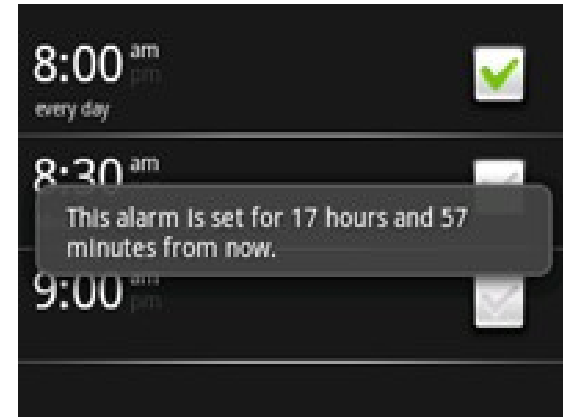 8:00 am
pm
every day
8:30 am
This alarm is set for 17 hours and 57
minutes from now.
9:00 am
pm